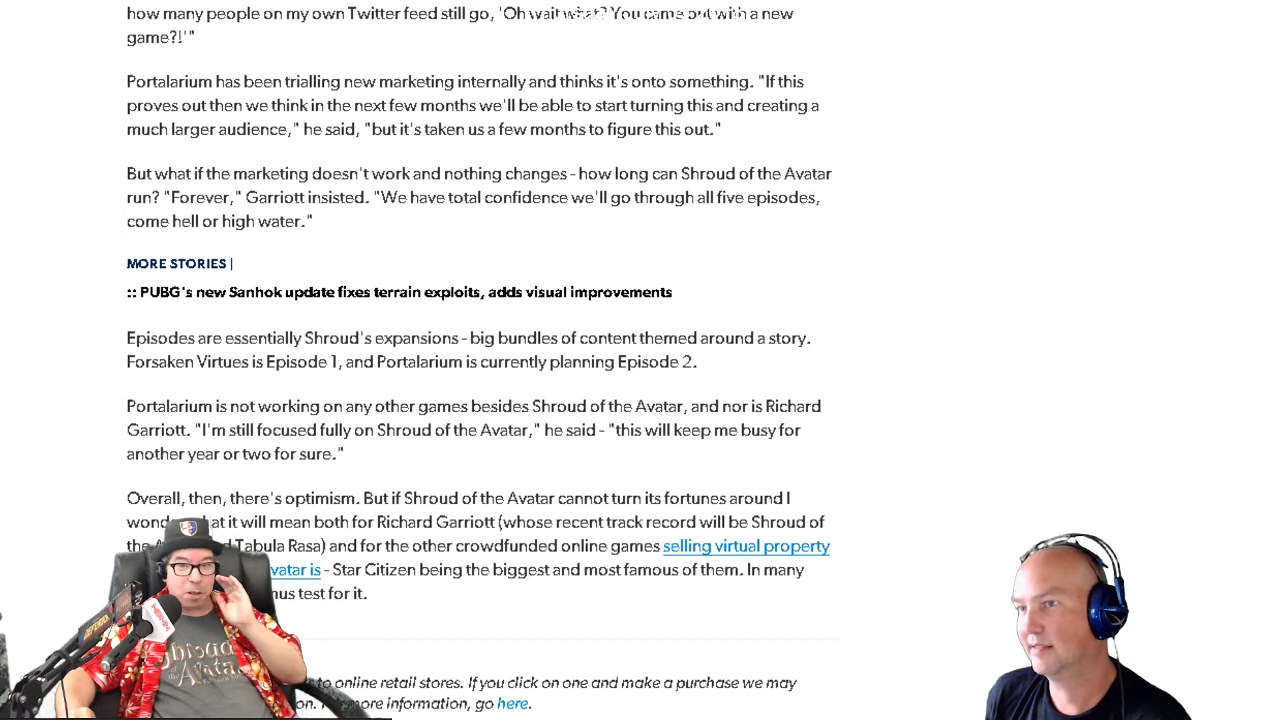 how many people on my own Twitter feed still go, 'Oh wait what? You came out with a new
game?!'"
Portalarium has been trialling new marketing internally and thinks it's onto something. "If this
proves out then we think in the next few months we'll be able to start turning this and creating a
much larger audience," he said, "but it's taken us a few months to figure this out."
But what if the marketing doesn't work and nothing changes - how long can Shroud of the Avatar
run? "Forever," Garriott insisted. "We have total confidence we'll go through all five episodes,
come hell or high water."
MORE STORIES |
:: PUBG's new Sanhok update fixes terrain exploits, adds visual improvements
Episodes are essentially Shroud's expansions - big bundles of content themed around a story.
Forsaken Virtues is Episode 1, and Portalarium is currently planning Episode 2.
Portalarium is not working on any other games besides Shroud of the Avatar, and nor is Richard
Garriott. "I'm still focused fully on Shroud of the Avatar," he said - "this will keep me busy for
another year or two for sure."
Overall, then, there's optimism. But if Shroud of the Avatar cannot turn its fortunes around I
at it will mean both for Richard Garriott (whose recent track record will be Shroud of
the Tabula Rasa) and for the other crowdfunded online games selling virtual property
vatar is - Star Citizen being the biggest and most famous of them. In many
nus test for it.
Shroud
of the Avatar
to online retail stores. If you click on one and make a purchase we may
on. more information, go here.